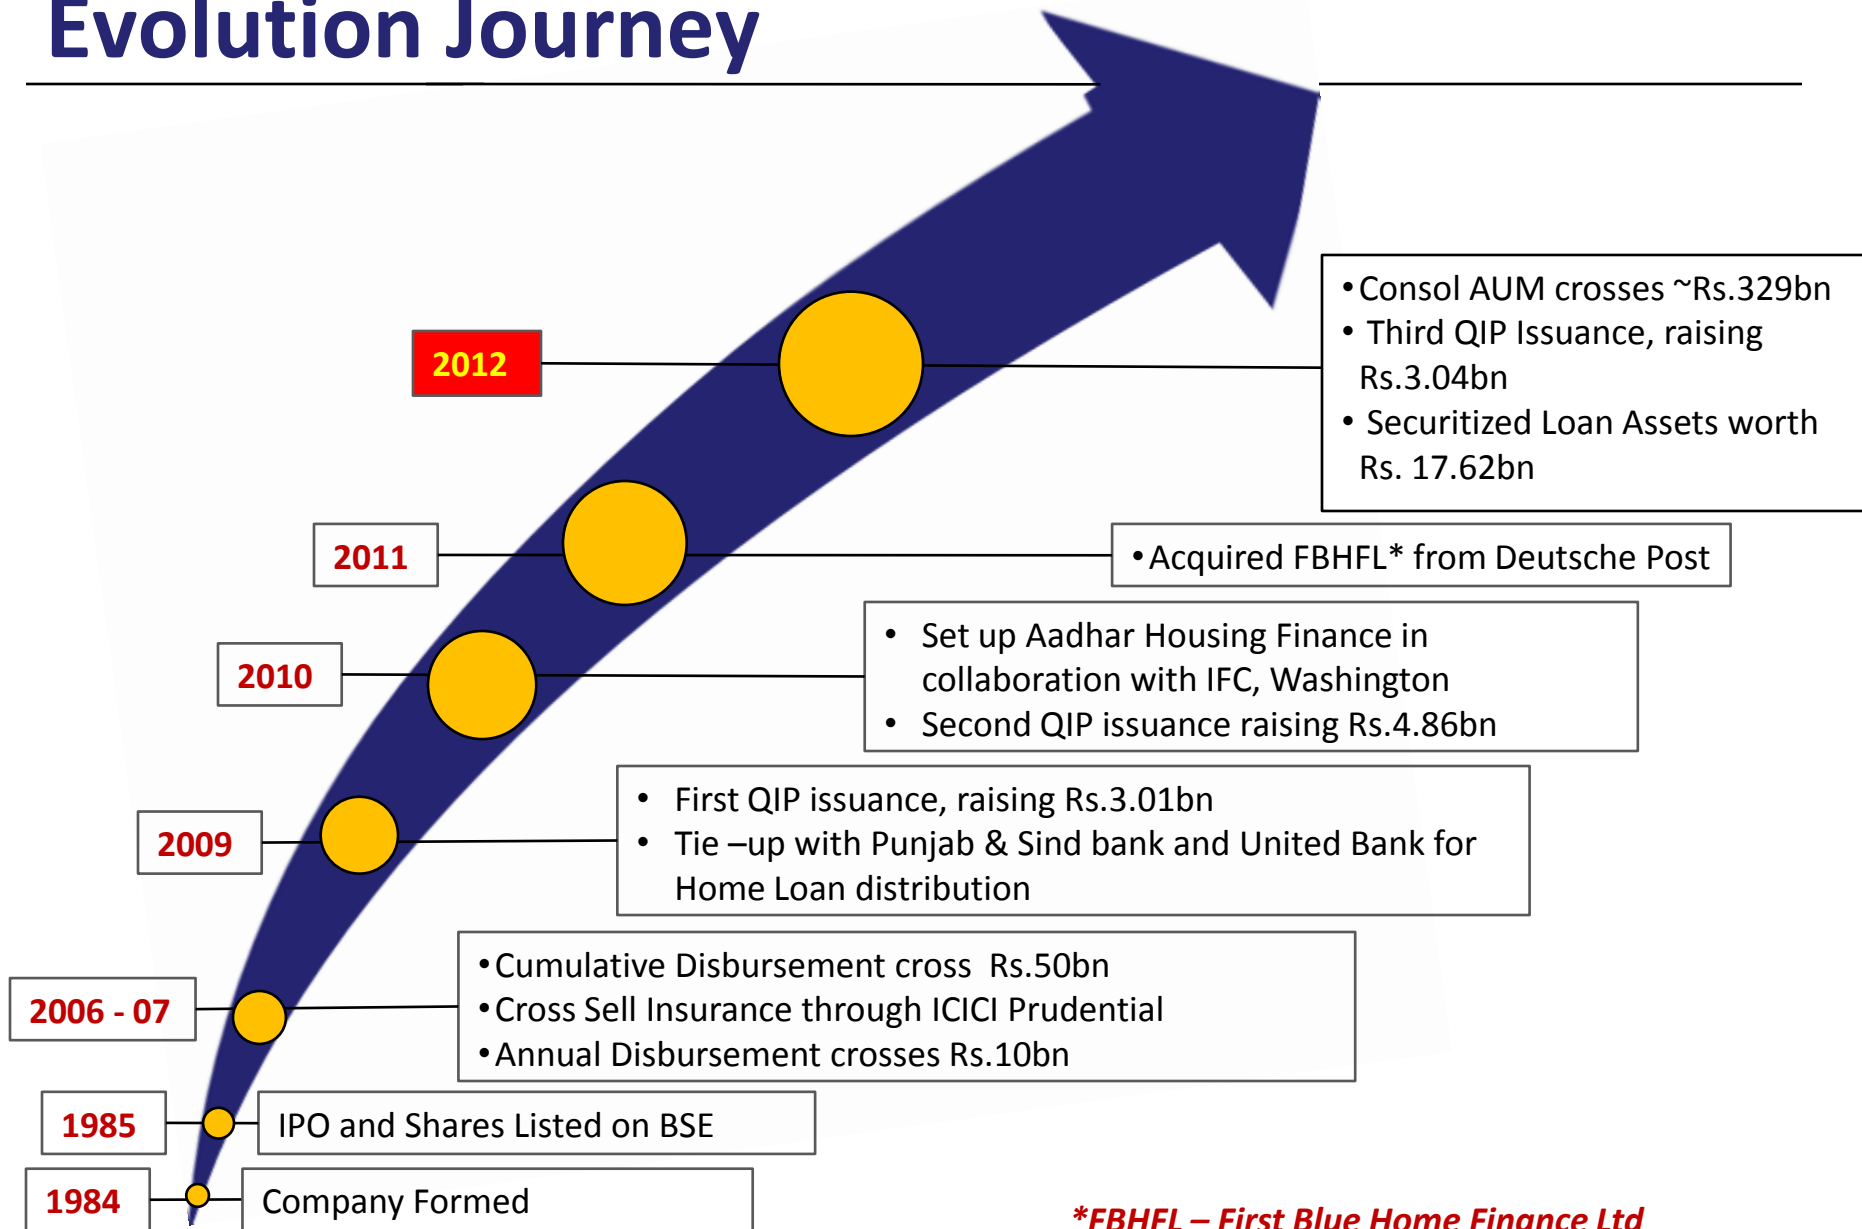 Evolution Journey
2012
•Consol AUM crosses ~Rs.329bn
• Third QIP Issuance, raising
Rs.3.04bn
• Securitized Loan Assets worth
Rs. 17.62bn
2011
•Acquired FBHFL* from Deutsche Post
2010
• Set up Aadhar Housing Finance in
collaboration with IFC, Washington
• Second QIP issuance raising Rs.4.86bn
2009
• First QIP issuance, raising Rs.3.01bn
• Tie –up with Punjab & Sind bank and United Bank for
Home Loan distribution
2006 - 07
•Cumulative Disbursement cross  Rs.50bn
•Cross Sell Insurance through ICICI Prudential
•Annual Disbursement crosses Rs.10bn
1985
IPO and Shares Listed on BSE
1984
Company Formed
*FBHFL – First Blue Home Finance Ltd